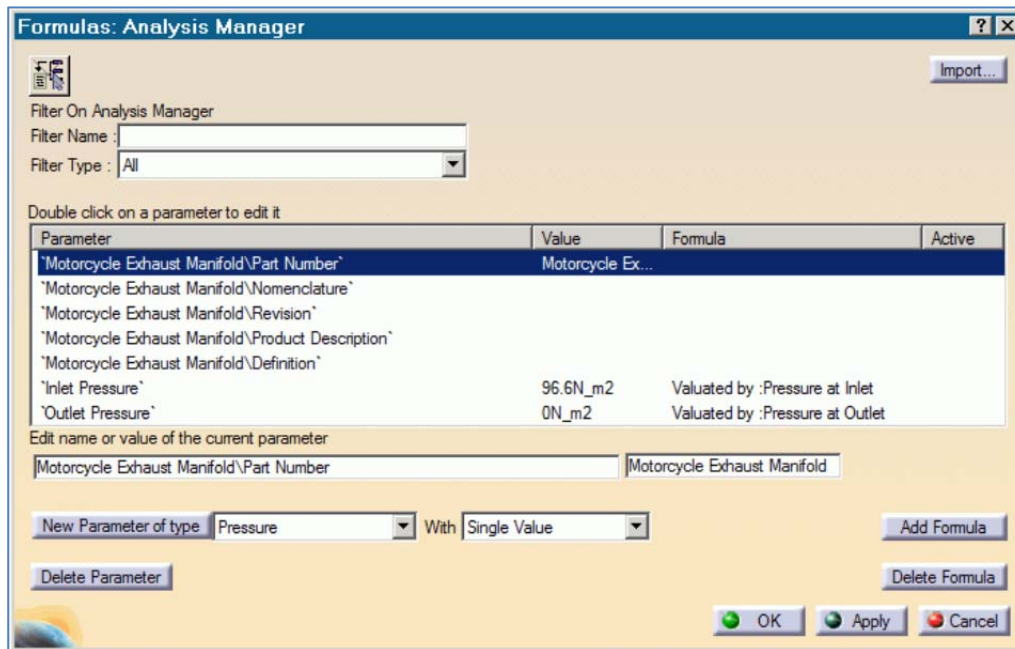 Formulas: Analysis Manager
Import...
Filter On Analysis Manager
Filter Name :
Filter Type : All
Double click on a parameter to edit it
Parameter Value Formula Active
`Motorcycle Exhaust Manifold\Part Number` Motorcycle Ex...
`Motorcycle Exhaust Manifold\Nomenclature`
`Motorcycle Exhaust Manifold\Revision`
`Motorcycle Exhaust Manifold\Product Description`
`Motorcycle Exhaust Manifold\Definition`
`Inlet Pressure` 96.6N_m2 Valuated by :Pressure at Inlet
`Outlet Pressure` 0N_m2 Valuated by :Pressure at Outlet
Edit name or value of the current parameter
Motorcycle Exhaust Manifold\Part Number Motorcycle Exhaust Manifold
New Parameter of type Pressure With Single Value Add Formula
Delete Parameter Delete Formula
OK Apply Cancel